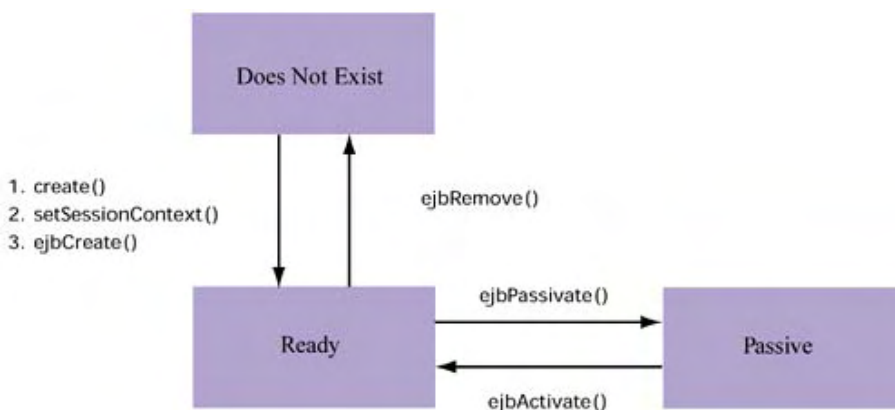 Does Not Exist
1. create()
2. setSessionContext()
3. ejbCreate()
ejbRemove()
ejbPassivate()
Ready
Passive
ejbActivate()